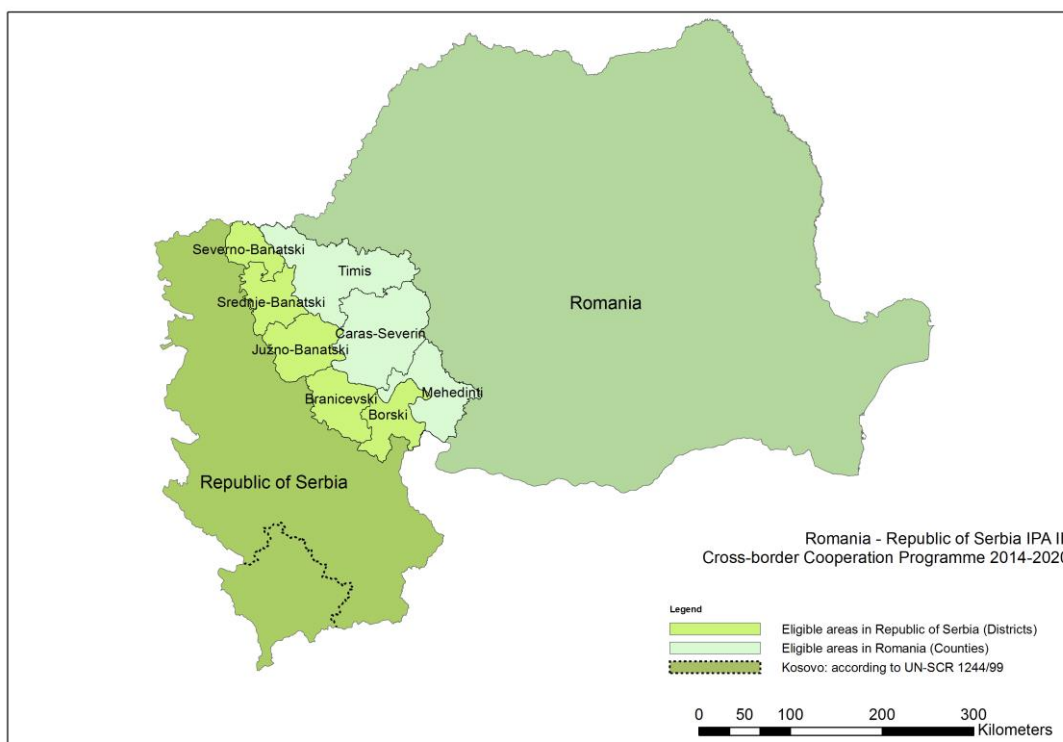 Severno-Banatski
Timis
Srednje-Banatski
Romania
Caras-Severin
Južno-Banatski
Mehedinti
Branicevski
Borski
Republic of Serbia
Romania - Republic of Serbia IPA II
Cross-border Cooperation Programme 2014-2020
Legend
Eligible areas in Republic of Serbia (Districts)
Eligible areas in Romania (Counties)
Kosovo: according to UN-SCR 1244/99
0 50 100 200 300
Kilometers